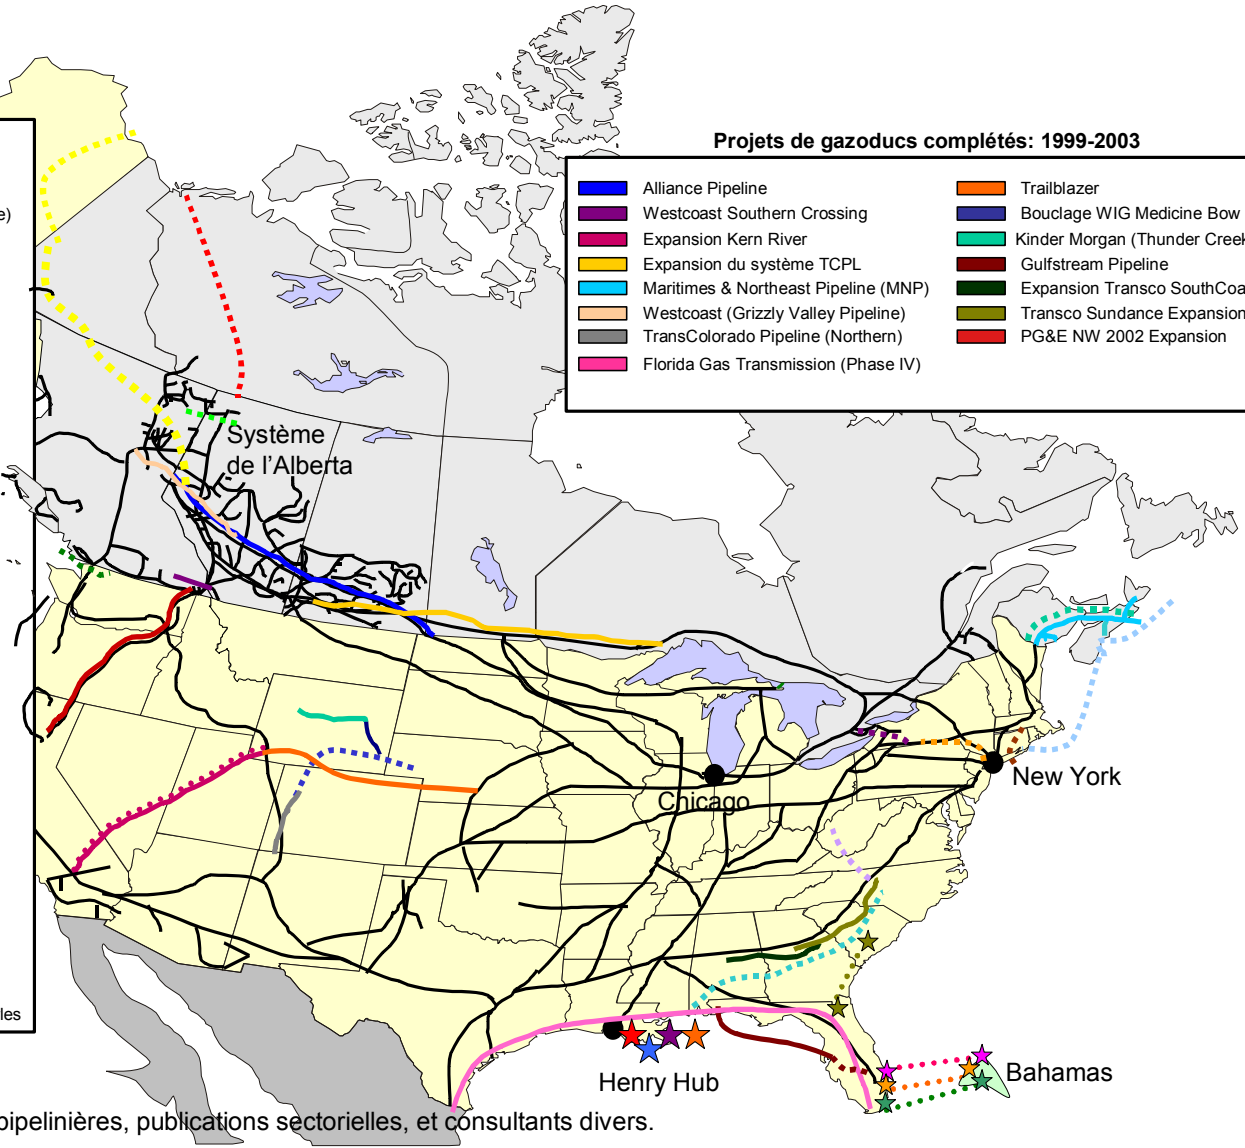 Projets de gazoducs complétés: 1999-2003
Alliance Pipeline
Westcoast Southern Crossing
Expansion Kern River
Expansion du système TCPL
Maritimes & Northeast Pipeline (MNP)
Westcoast (Grizzly Valley Pipeline)
TransColorado Pipeline (Northern)
Florida Gas Transmission (Phase IV)
Trailblazer
Bouclage WIG Medicine Bow
Kinder Morgan (Thunder Creek
Gulfstream Pipeline
Expansion Transco SouthCoa
Transco Sundance Expansion
PG&E NW 2002 Expansion
e)
Système
de l'Alberta
New York
Chicago
les
Henry Hub
Bahamas
pipelinières, publications sectorielles, et consultants divers.